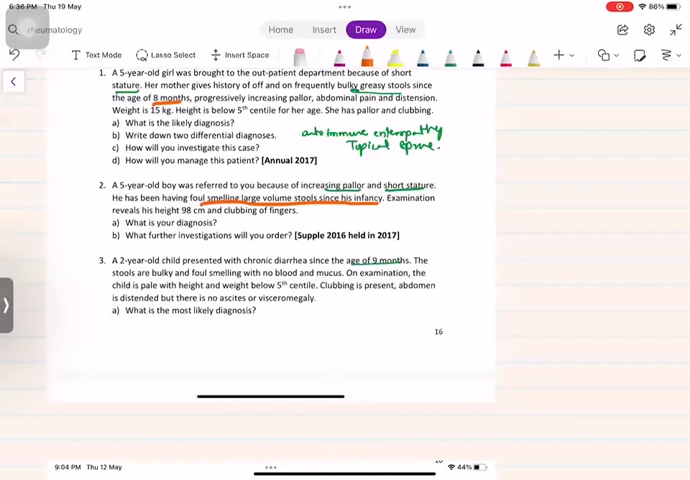 6:36 PM Thu 19 May
86%
rheumatology
Home Insert Draw View
Text Mode Lasso Select Insert Space
1. A 5-year-old girl was brought to the out-patient department because of short
stature. Her mother gives history of off and on frequently bulky greasy stools since
the age of 8 months, progressively increasing pallor, abdominal pain and distension.
Weight is 15 kg. Height is below 5th centile for her age. She has pallor and clubbing.
a) What is the likely diagnosis?
b) Write down two differential diagnoses.
auto immune enteropathy
c) How will you investigate this case?
Typical
d) How will you manage this patient? [Annual 2017]
2. A 5-year-old boy was referred to you because of increasing pallor and short stature.
He has been having foul smelling large volume stools since his infancy. Examination
reveals his height 98 cm and clubbing of fingers.
a) What is your diagnosis?
b) What further investigations will you order? [Supple 2016 held in 2017]
3. A 2-year-old child presented with chronic diarrhea since the age of 9 months. The
stools are bulky and foul smelling with no blood and mucus. On examination, the
child is pale with height and weight below 5th centile. Clubbing is present, abdomen
is distended but there is no ascites or visceromegaly.
a) What is the most likely diagnosis?
16
9:04 PM Thu 12 May
44%